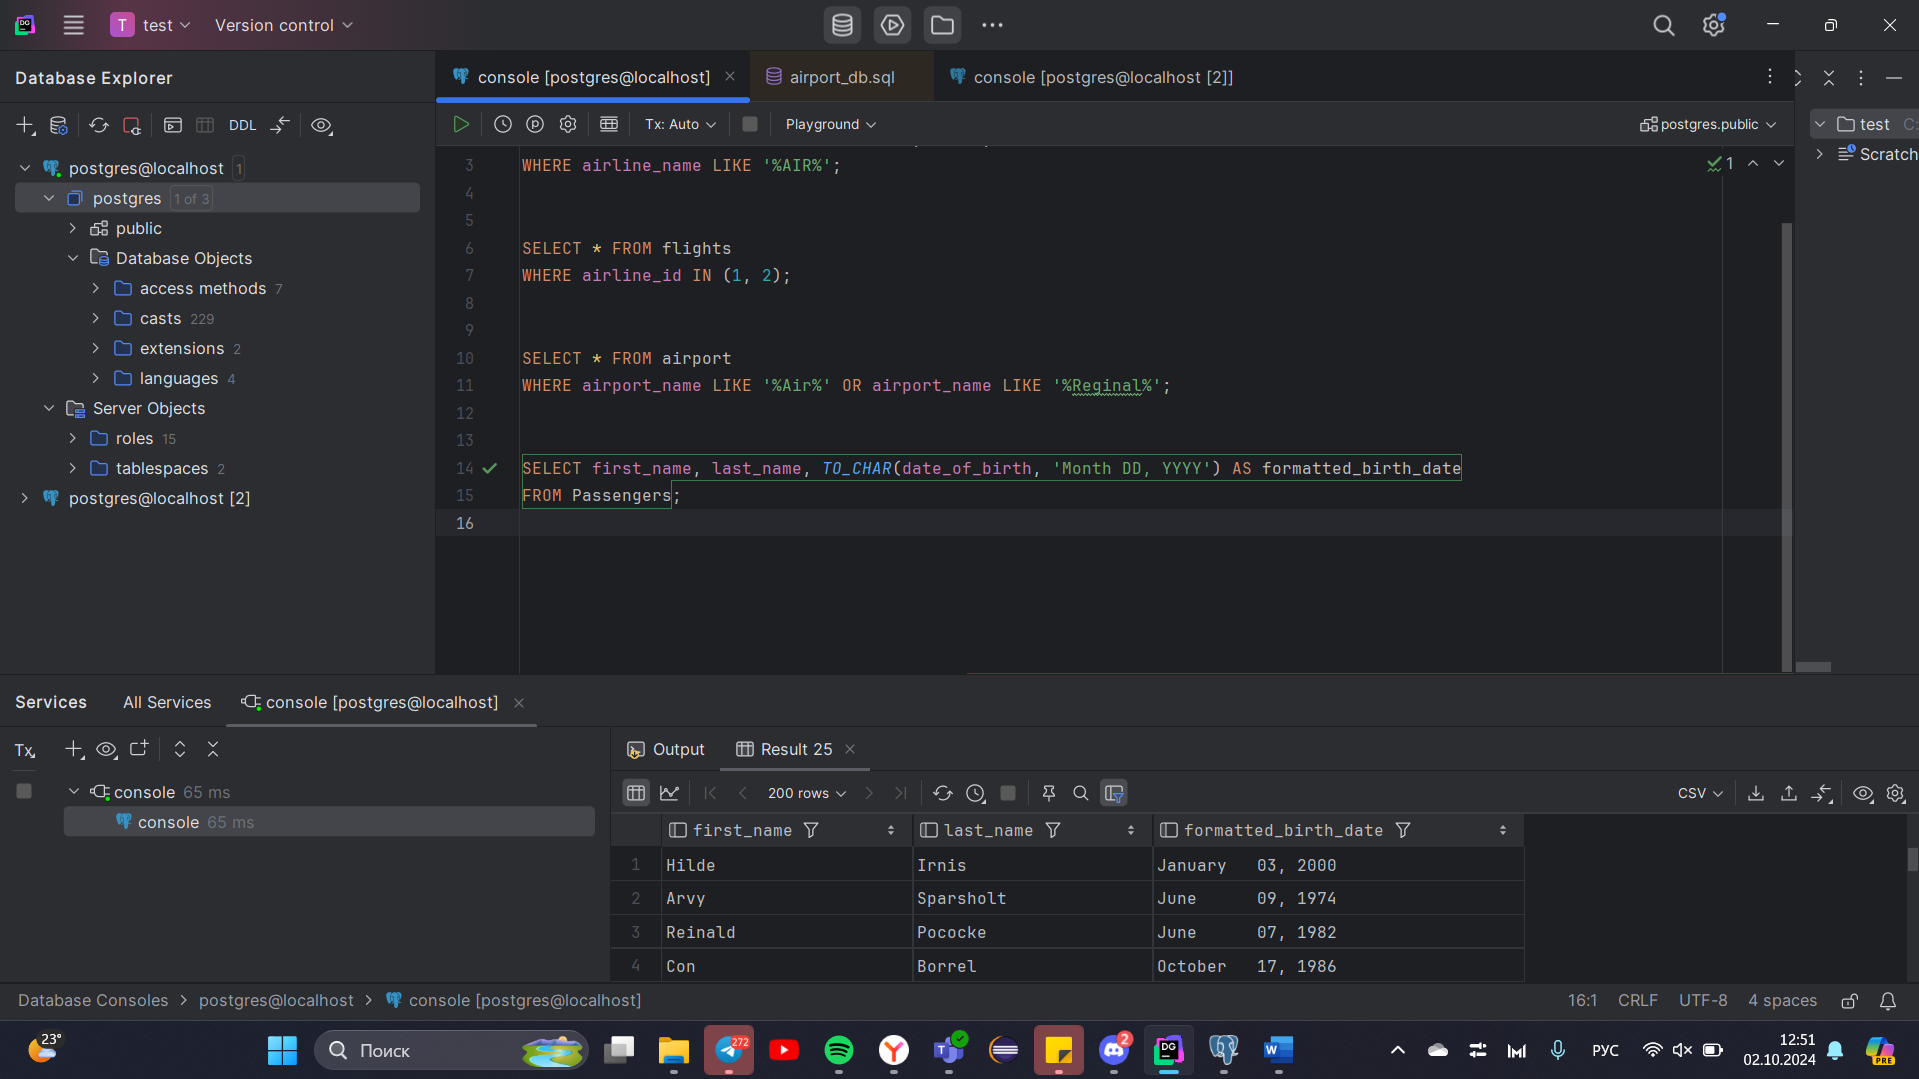 T test Version control
Database Explorer
console [postgres@localhost] airport_db.sql console [postgres@localhost [2]]
DDL
Tx: Auto Playground postgres.public
test C:
Scratch
postgres@localhost 1
postgres 1 of 3
public
Database Objects
access methods 7
casts 229
extensions 2
languages 4
Server Objects
roles 15
tablespaces 2
postgres@localhost [2]
1
3 WHERE airline_name LIKE '%AIR%';
4
5
6 SELECT * FROM flights
7 WHERE airline_id IN (1, 2);
8
9
10 SELECT * FROM airport
11 WHERE airport_name LIKE '%Air%' OR airport_name LIKE '%Reginal%';
12
13
14 SELECT first_name, last_name, TO_CHAR(date_of_birth, 'Month DD, YYYY') AS formatted_birth_date
15 FROM Passengers;
16
Services All Services console [postgres@localhost]
Tx
console 65 ms
console 65 ms
Output Result 25
200 rows CSV
first_name last_name formatted_birth_date
1 Hilde Irnis January 03, 2000
2 Arvy Sparsholt June 09, 1974
3 Reinald Pococke June 07, 1982
4 Con Borrel October 17, 1986
Database Consoles > postgres@localhost > console [postgres@localhost]
16:1 CRLF UTF-8 4 spaces
23°
Поиск
272
2
РУС
12:51
02.10.2024
PRE